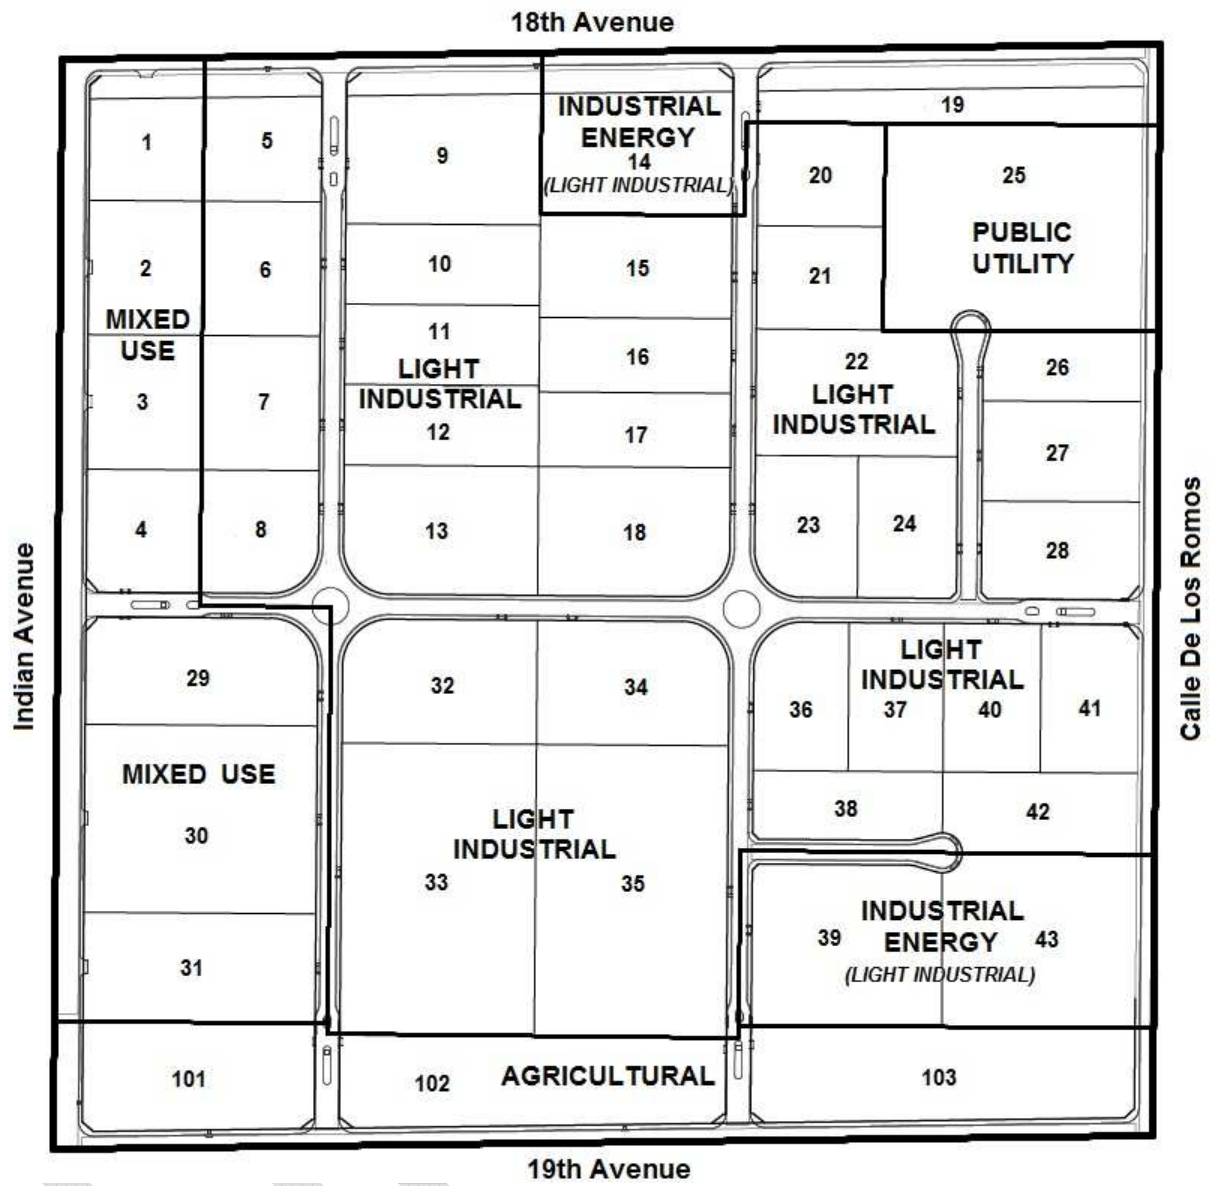 18th Avenue
INDUSTRIAL
ENERGY
14
(LIGHT INDUSTRIAL)
19
1
5
9
20
25
PUBLIC
UTILITY
2
6
10
15
21
MIXED
USE
11
16
22
26
LIGHT
INDUSTRIAL
LIGHT
INDUSTRIAL
3
7
12
17
27
4
8
13
18
23
24
28
Indian Avenue
Calle De Los Romos
29
32
34
LIGHT
INDUSTRIAL
36
37
40
41
MIXED USE
30
LIGHT
INDUSTRIAL
33
35
38
42
31
INDUSTRIAL
39
ENERGY
43
(LIGHT INDUSTRIAL)
101
102
AGRICULTURAL
103
19th Avenue